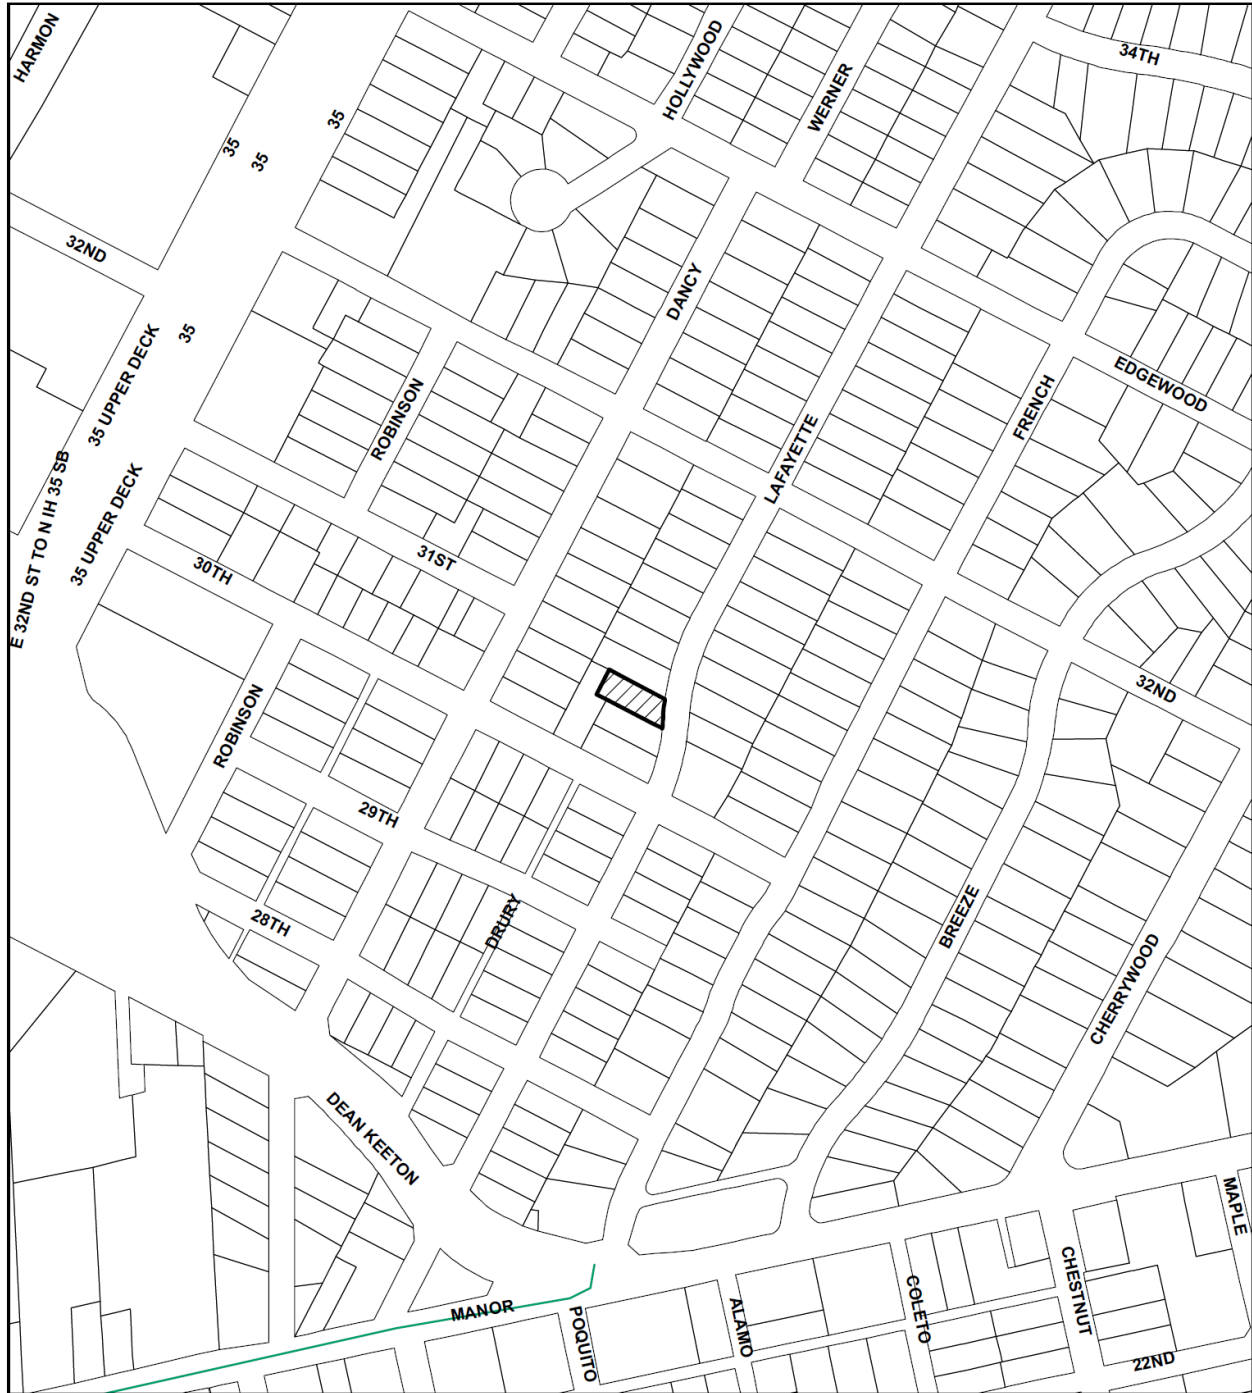 HARMON
HOLLYWOOD
WERNER
34TH
35
35
35
32ND
DANCY
35
35 UPPER DECK
EDGEWOOD
ROBINSON
FRENCH
LAFAYETTE
E 32ND ST TO N IH 35 SB
35 UPPER DECK
31ST
30TH
32ND
ROBINSON
29TH
BREEZE
DRURY
28TH
CHERRYWOOD
DEAN KEETON
MAPLE
CHESTNUT
COLETO
ALAMO
MANOR
POQUITO
22ND